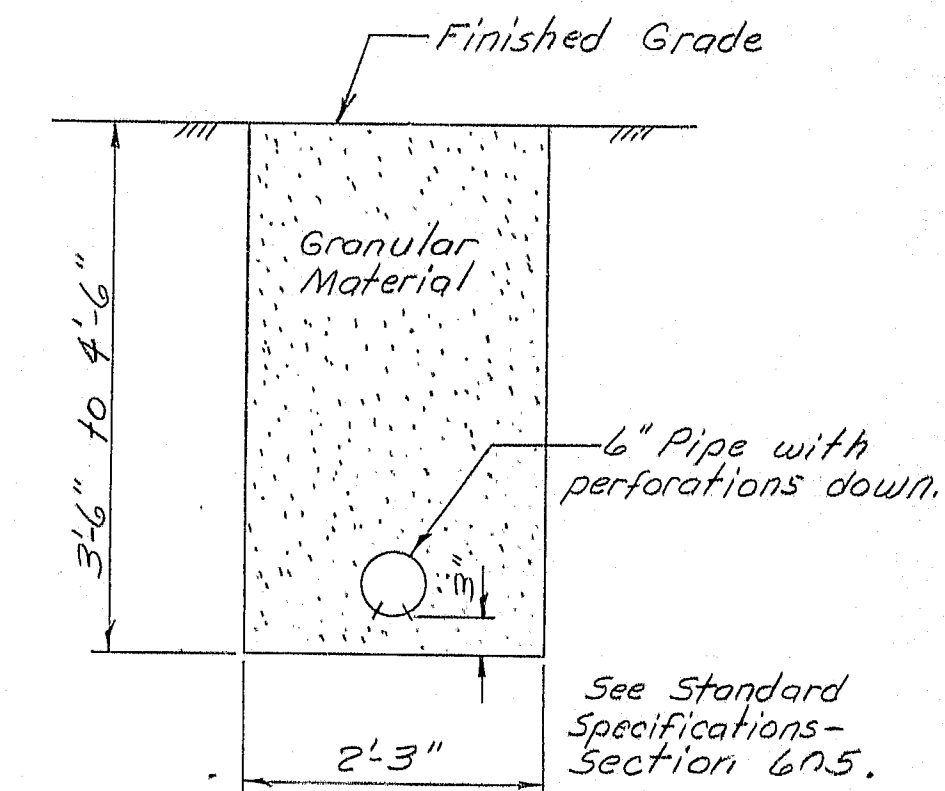 Finished Grade
Granular
Material
3'-6" to 4'-6"
6" Pipe with
perforations down.
3"
2'-3"
See Standard
Specifications-
Section 605.